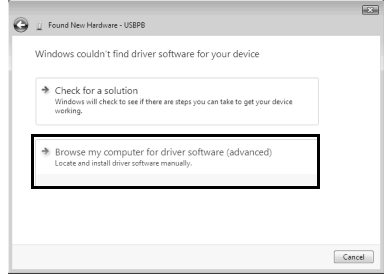 Found New Hardware - USBPB
Windows couldn't find driver software for your device
Check for a solution
Windows will check to see if there are steps you can take to get your device
working.
Browse my computer for driver software (advanced)
Locate and install driver software manually.
Cancel